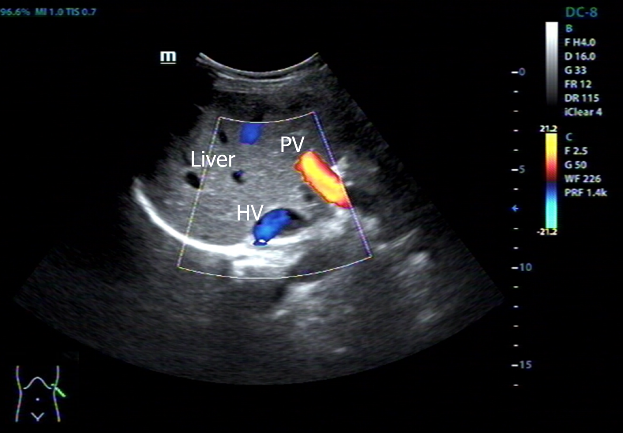 96.6% MI 1.0 TIS 0.7
DC-8
m
B
F H4.0
D 16.0
G 33
FR 12
DR 115
iClear 4
0
5
10
15
21.2
C
F 2.5
G 50
WF 226
PRF 1.4k
-21.2
PV
Liver
HV